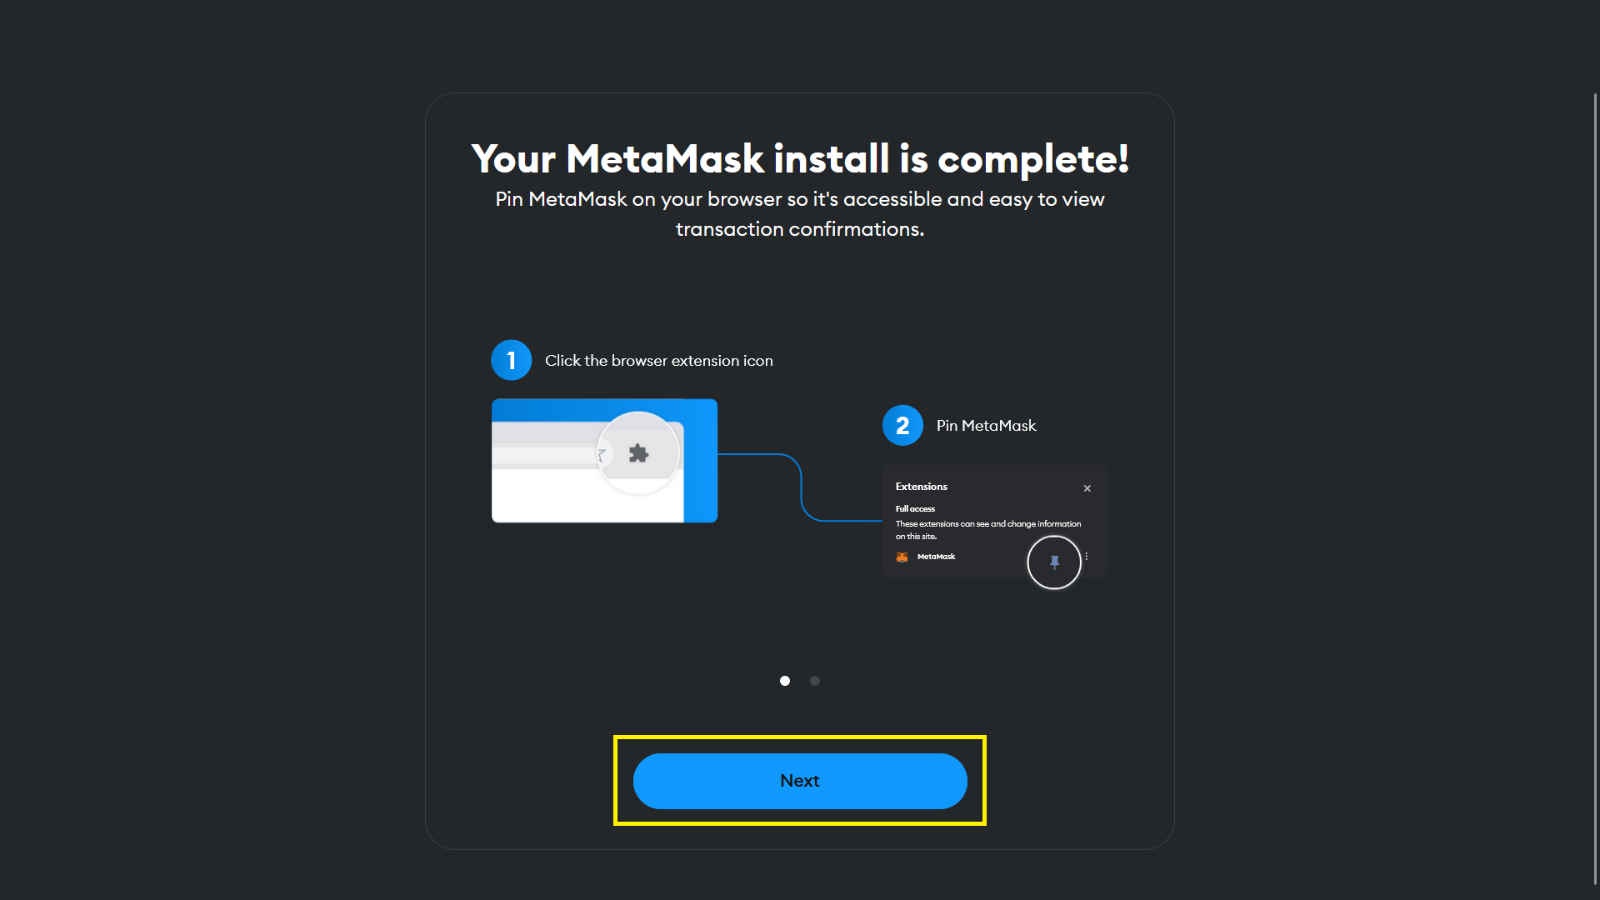 Your MetaMask install is complete!
Pin MetaMask on your browser so it's accessible and easy to view
transaction confirmations.
1 Click the browser extension icon
2 Pin MetaMask
Extensions
Full access
These extensions can see and change information
on this site.
MetaMask
Next